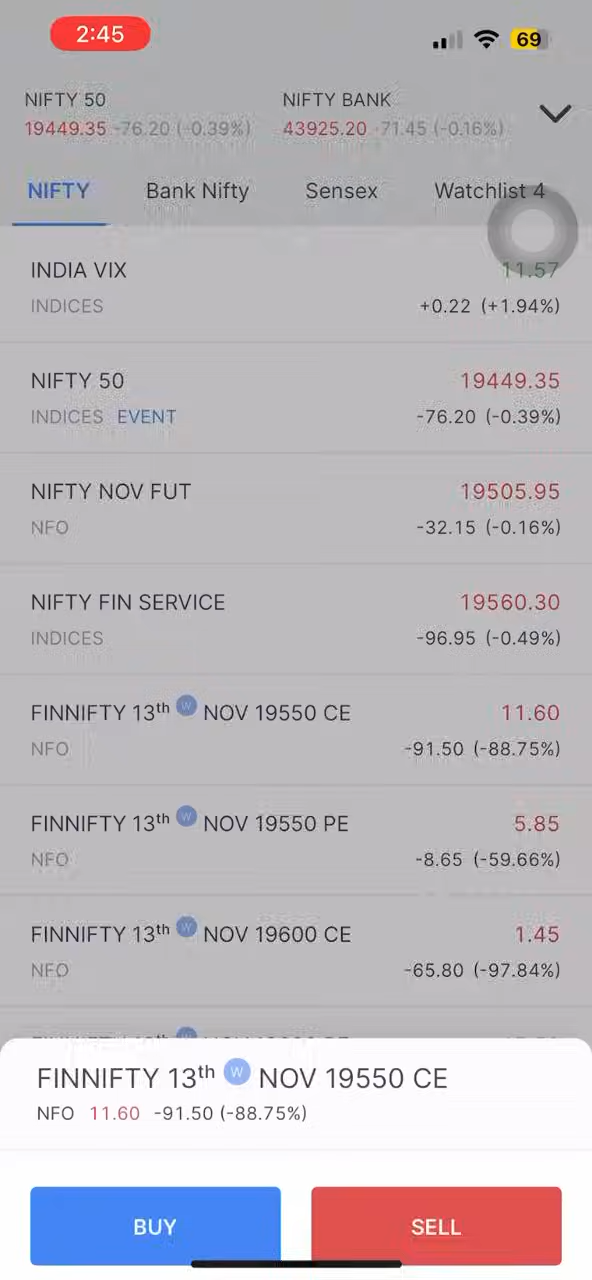 2:45
69
NIFTY 50
19449.35 -76.20 (-0.39%)
NIFTY BANK
43925.20 -71.45 (-0.16%)
NIFTY
Bank Nifty
Sensex
Watchlist 4
INDIA VIX
11.57
INDICES
+0.22 (+1.94%)
NIFTY 50
19449.35
INDICES EVENT
-76.20 (-0.39%)
NIFTY NOV FUT
19505.95
NFO
-32.15 (-0.16%)
NIFTY FIN SERVICE
19560.30
INDICES
-96.95 (-0.49%)
FINNIFTY 13th W NOV 19550 CE
11.60
NFO
-91.50 (-88.75%)
FINNIFTY 13th W NOV 19550 PE
5.85
NFO
-8.65 (-59.66%)
FINNIFTY 13th W NOV 19600 CE
1.45
NFO
-65.80 (-97.84%)
FINNIFTY 13th W NOV 19550 CE
NFO 11.60 -91.50 (-88.75%)
BUY
SELL